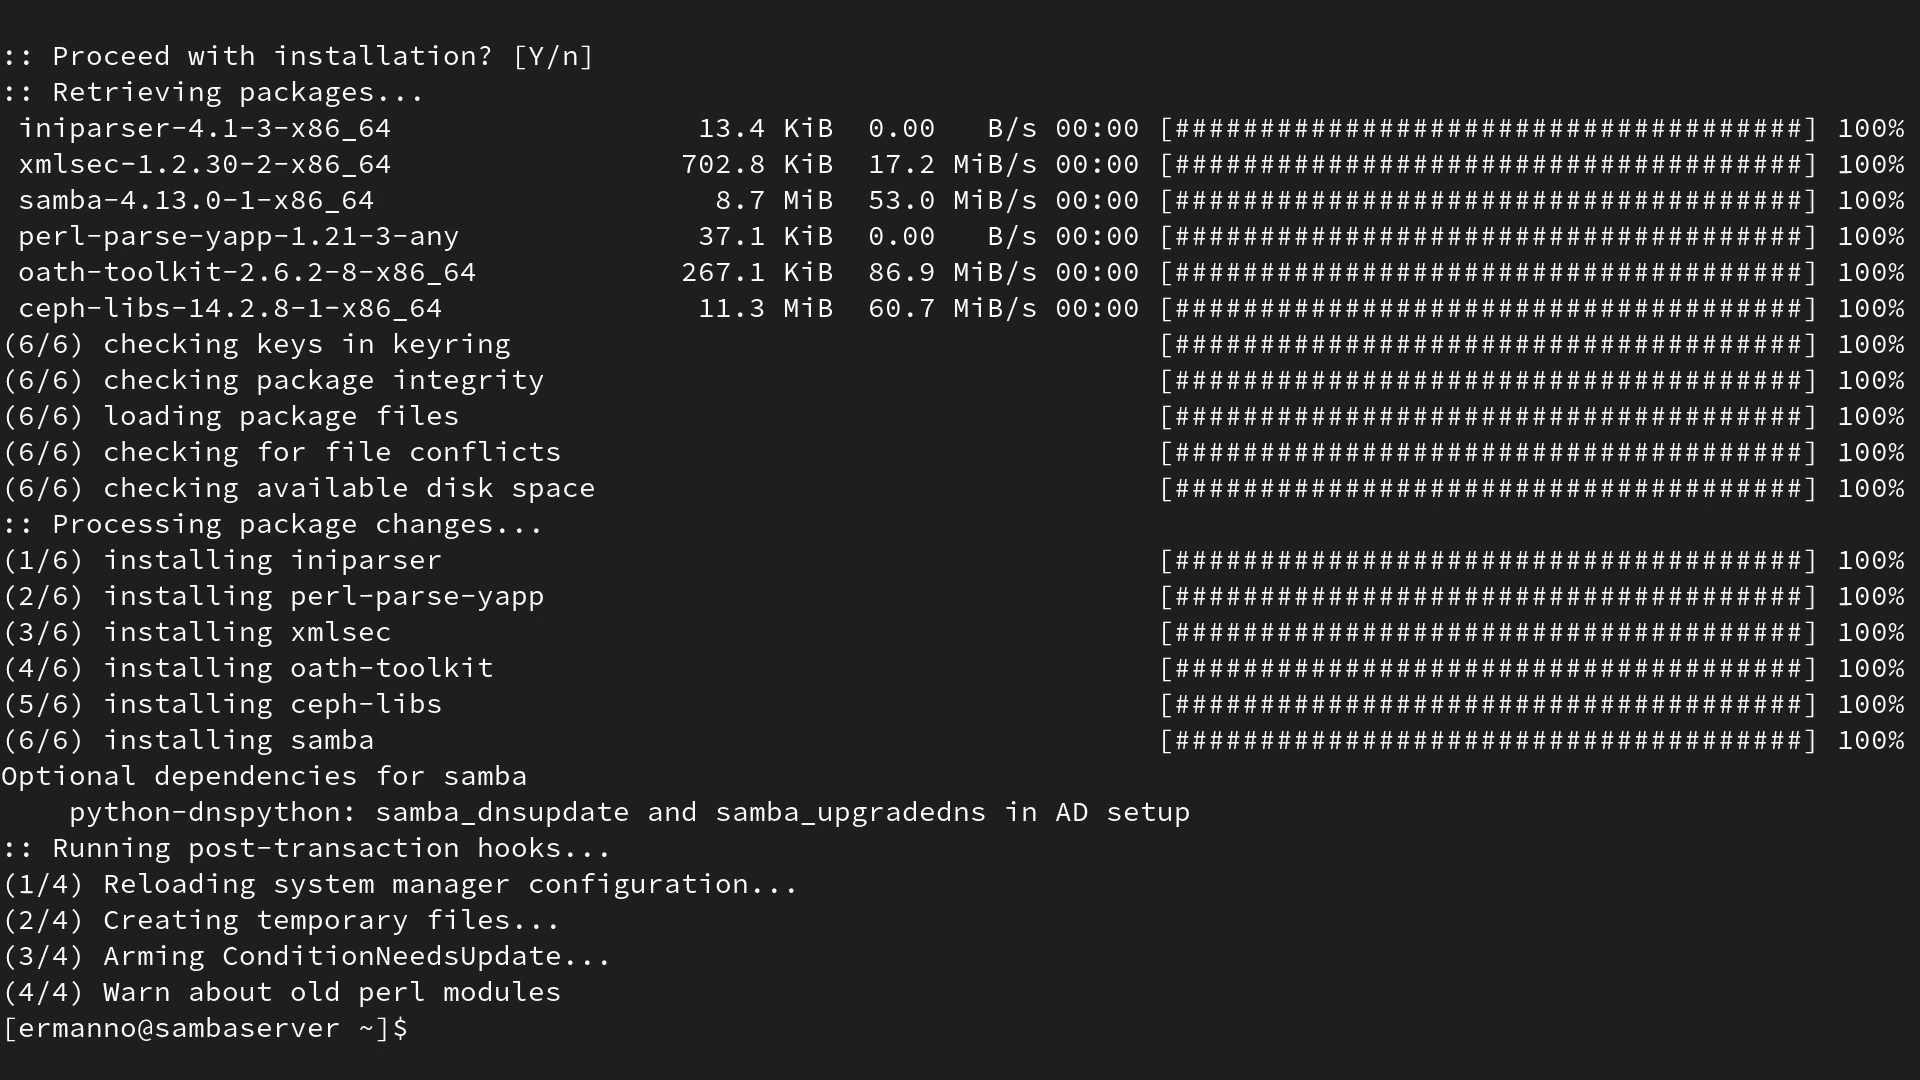 :: Proceed with installation? [Y/n]
:: Retrieving packages...
 iniparser-4.1-3-x86_64                  13.4 KiB  0.00   B/s 00:00 [#####################################] 100%
 xmlsec-1.2.30-2-x86_64                 702.8 KiB  17.2 MiB/s 00:00 [#####################################] 100%
 samba-4.13.0-1-x86_64                    8.7 MiB  53.0 MiB/s 00:00 [#####################################] 100%
 perl-parse-yapp-1.21-3-any              37.1 KiB  0.00   B/s 00:00 [#####################################] 100%
 oath-toolkit-2.6.2-8-x86_64            267.1 KiB  86.9 MiB/s 00:00 [#####################################] 100%
 ceph-libs-14.2.8-1-x86_64               11.3 MiB  60.7 MiB/s 00:00 [#####################################] 100%
(6/6) checking keys in keyring                                      [#####################################] 100%
(6/6) checking package integrity                                    [#####################################] 100%
(6/6) loading package files                                         [#####################################] 100%
(6/6) checking for file conflicts                                   [#####################################] 100%
(6/6) checking available disk space                                 [#####################################] 100%
:: Processing package changes...
(1/6) installing iniparser                                          [#####################################] 100%
(2/6) installing perl-parse-yapp                                    [#####################################] 100%
(3/6) installing xmlsec                                             [#####################################] 100%
(4/6) installing oath-toolkit                                       [#####################################] 100%
(5/6) installing ceph-libs                                          [#####################################] 100%
(6/6) installing samba                                              [#####################################] 100%
Optional dependencies for samba
    python-dnspython: samba_dnsupdate and samba_upgradedns in AD setup
:: Running post-transaction hooks...
(1/4) Reloading system manager configuration...
(2/4) Creating temporary files...
(3/4) Arming ConditionNeedsUpdate...
(4/4) Warn about old perl modules
[ermanno@sambaserver ~]$